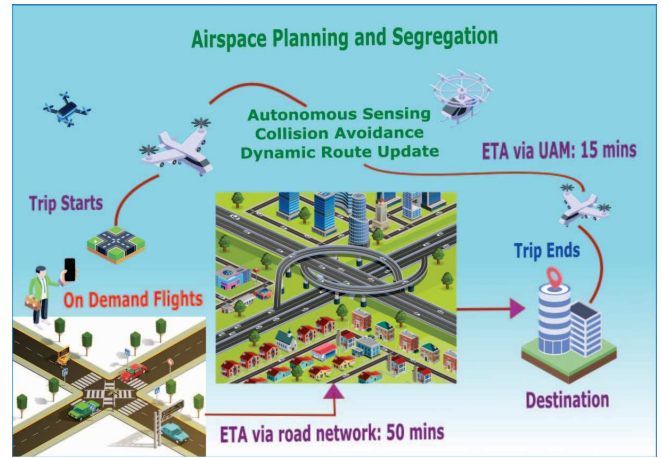 Airspace Planning and Segregation
Autonomous Sensing
Collision Avoidance
Dynamic Route Update
ETA via UAM: 15 mins
Trip Starts
Trip Ends
On Demand Flights
Destination
ETA via road network: 50 mins